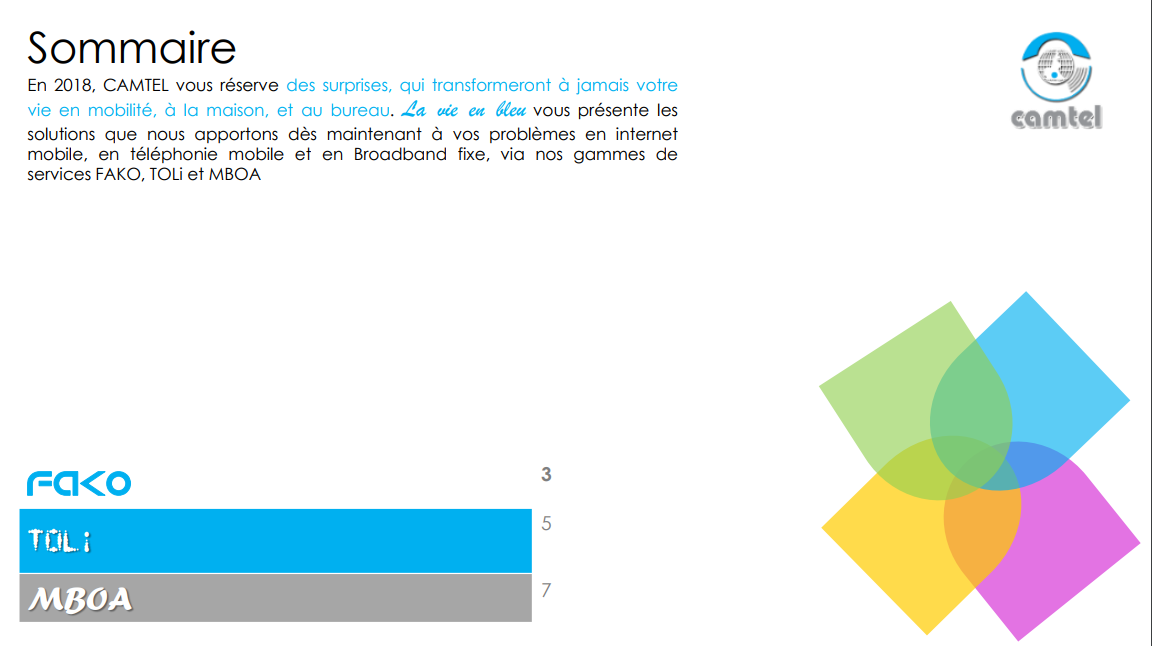 Sommaire
En 2018, CAMTEL vous réserve des surprises, qui transformeront à jamais votre
vie en mobilité, à la maison, et au bureau. La vie en bleu vous présente les
solutions que nous apportons dès maintenant à vos problèmes en internet
mobile, en téléphonie mobile et en Broadband fixe, via nos gammes de
services FAKO, TOLi et MBOA
camtel
FAKO 3
TOLi 5
MBOA 7